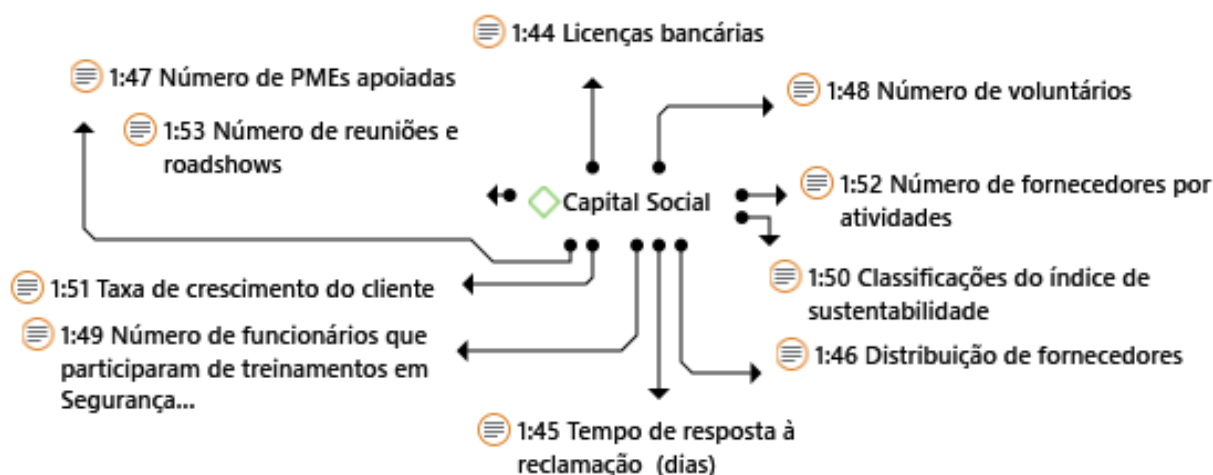 1:44 Licenças bancárias
1:47 Número de PMEs apoiadas
1:48 Número de voluntários
1:53 Número de reuniões e
roadshows
Capital Social
1:52 Número de fornecedores por
atividades
1:51 Taxa de crescimento do cliente
1:50 Classificações do índice de
sustentabilidade
1:49 Número de funcionários que
participaram de treinamentos em
Segurança...
1:46 Distribuição de fornecedores
1:45 Tempo de resposta à
reclamação (dias)